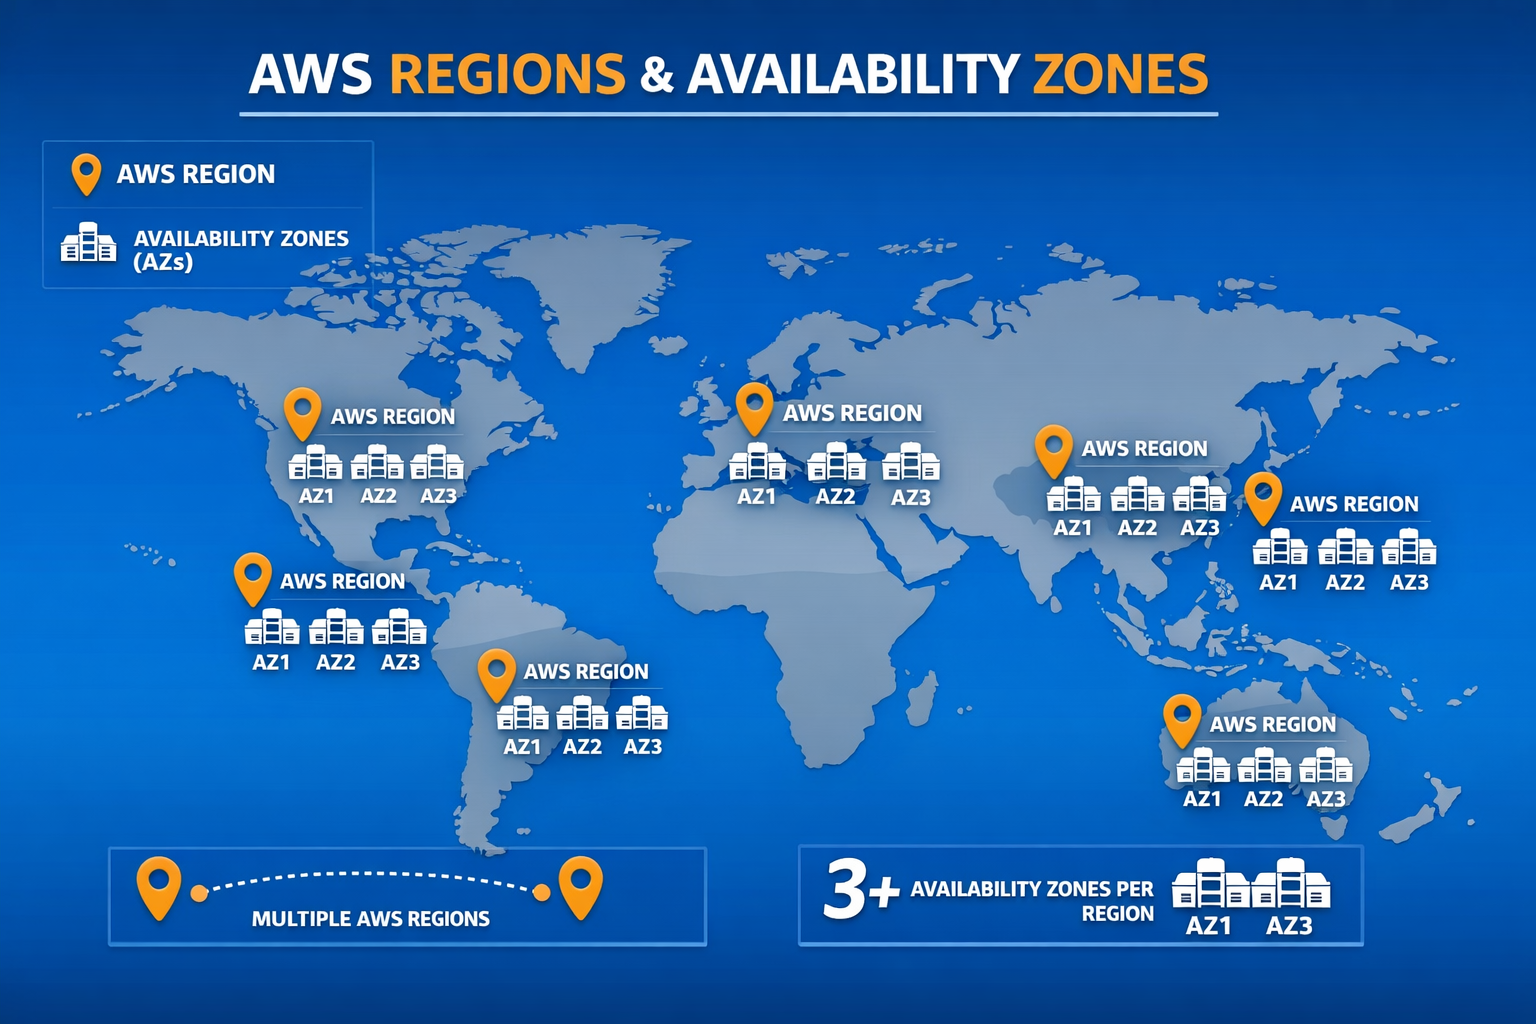 AWS REGIONS & AVAILABILITY ZONES
AWS REGION
AVAILABILITY ZONES
(AZs)
AWS REGION
AZ1 AZ2 AZ3
AWS REGION
AZ1 AZ2 AZ3
AWS REGION
AZ1 AZ2 AZ3
AWS REGION
AZ1 AZ2 AZ3
AWS REGION
AZ1 AZ2 AZ3
AWS REGION
AZ1 AZ2 AZ3
AWS REGION
AZ1 AZ2 AZ3
MULTIPLE AWS REGIONS
3+ AVAILABILITY ZONES PER
REGION
AZ1 AZ3